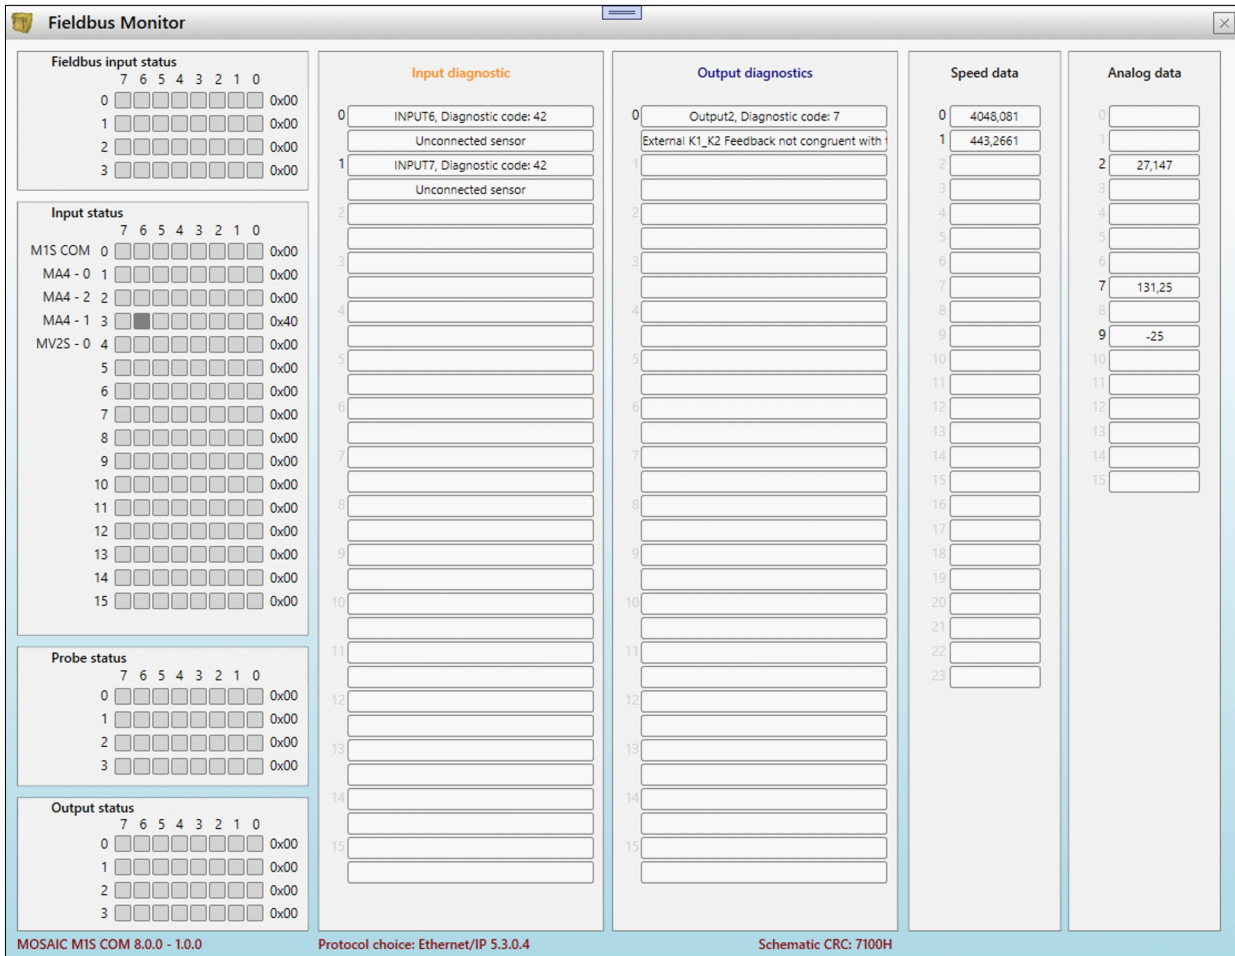 Fieldbus Monitor
Fieldbus input status
7 6 5 4 3 2 1 0
0 0x00
1 0x00
2 0x00
3 0x00
Input status
7 6 5 4 3 2 1 0
M1S COM 0 0x00
MA4 - 0 1 0x00
MA4 - 2 2 0x00
MA4 - 1 3 0x40
MV2S - 0 4 0x00
5 0x00
6 0x00
7 0x00
8 0x00
9 0x00
10 0x00
11 0x00
12 0x00
13 0x00
14 0x00
15 0x00
Probe status
7 6 5 4 3 2 1 0
0 0x00
1 0x00
2 0x00
3 0x00
Output status
7 6 5 4 3 2 1 0
0 0x00
1 0x00
2 0x00
3 0x00
Input diagnostic
0 INPUT6, Diagnostic code: 42
Unconnected sensor
1 INPUT7, Diagnostic code: 42
Unconnected sensor
2
3
4
5
6
7
8
9
10
11
12
13
14
15
Output diagnostics
0 Output2, Diagnostic code: 7
External K1_K2 Feedback not congruent with
1
2
3
4
5
6
7
8
9
10
11
12
13
14
15
Speed data
0 4048,081
1 443,2661
2
3
4
5
6
7
8
9
10
11
12
13
14
15
16
17
18
19
20
21
22
23
Analog data
0
1
2 27,147
3
4
5
6
7 131,25
8
9 -25
10
11
12
13
14
15
MOSAIC M1S COM 8.0.0 - 1.0.0
Protocol choice: Ethernet/IP 5.3.0.4
Schematic CRC: 7100H